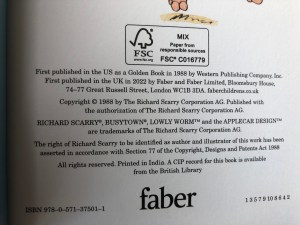 FSC
MIX
Paper from
responsible sources
FSC® C016779
First published in the US as a Golden Book in 1988 by Western Publishing Company, Inc.
First published in the UK in 2022 by Faber and Faber Limited, Bloomsbury House,
74–77 Great Russell Street, London WC1B 3DA. faberchildrens.co.uk
Copyright © 1988 by The Richard Scarry Corporation AG. Published with
the authorization of The Richard Scarry Corporation AG.
RICHARD SCARRY®, BUSYTOWN®, LOWLY WORM™ and the APPLECAR DESIGN™
are trademarks of The Richard Scarry Corporation AG.
The right of Richard Scarry to be identified as author and illustrator of this work has been
asserted in accordance with Section 77 of the Copyright, Designs and Patents Act 1988
All rights reserved. Printed in India. A CIP record for this book is available
from the British Library
faber
ISBN 978-0-571-37501-1
1 3 5 7 9 10 8 6 4 2